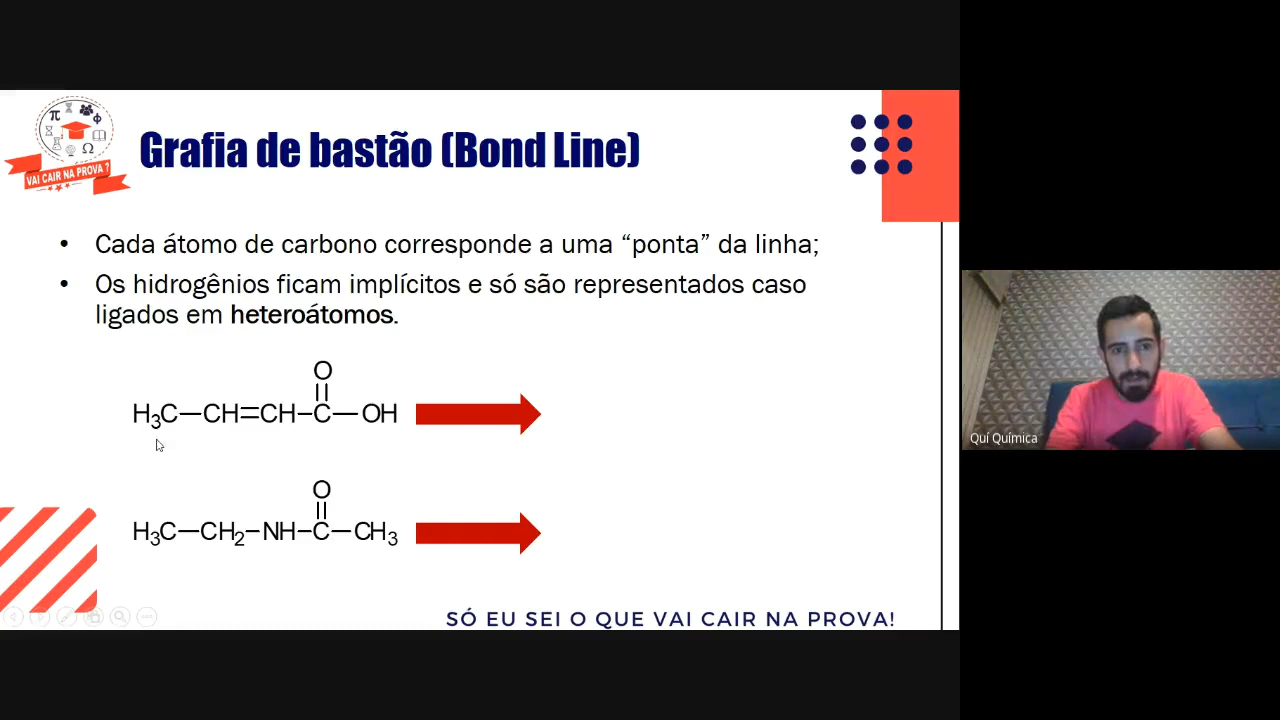 π Φ Ω
VAI CAIR NA PROVA ?
Grafia de bastão (Bond Line)
• Cada átomo de carbono corresponde a uma “ponta” da linha;
• Os hidrogênios ficam implícitos e só são representados caso
ligados em heteroátomos.
O
H₃C—CH=CH—C—OH
O
H₃C—CH₂—NH—C—CH₃
SÓ EU SEI O QUE VAI CAIR NA PROVA!
Quí Química